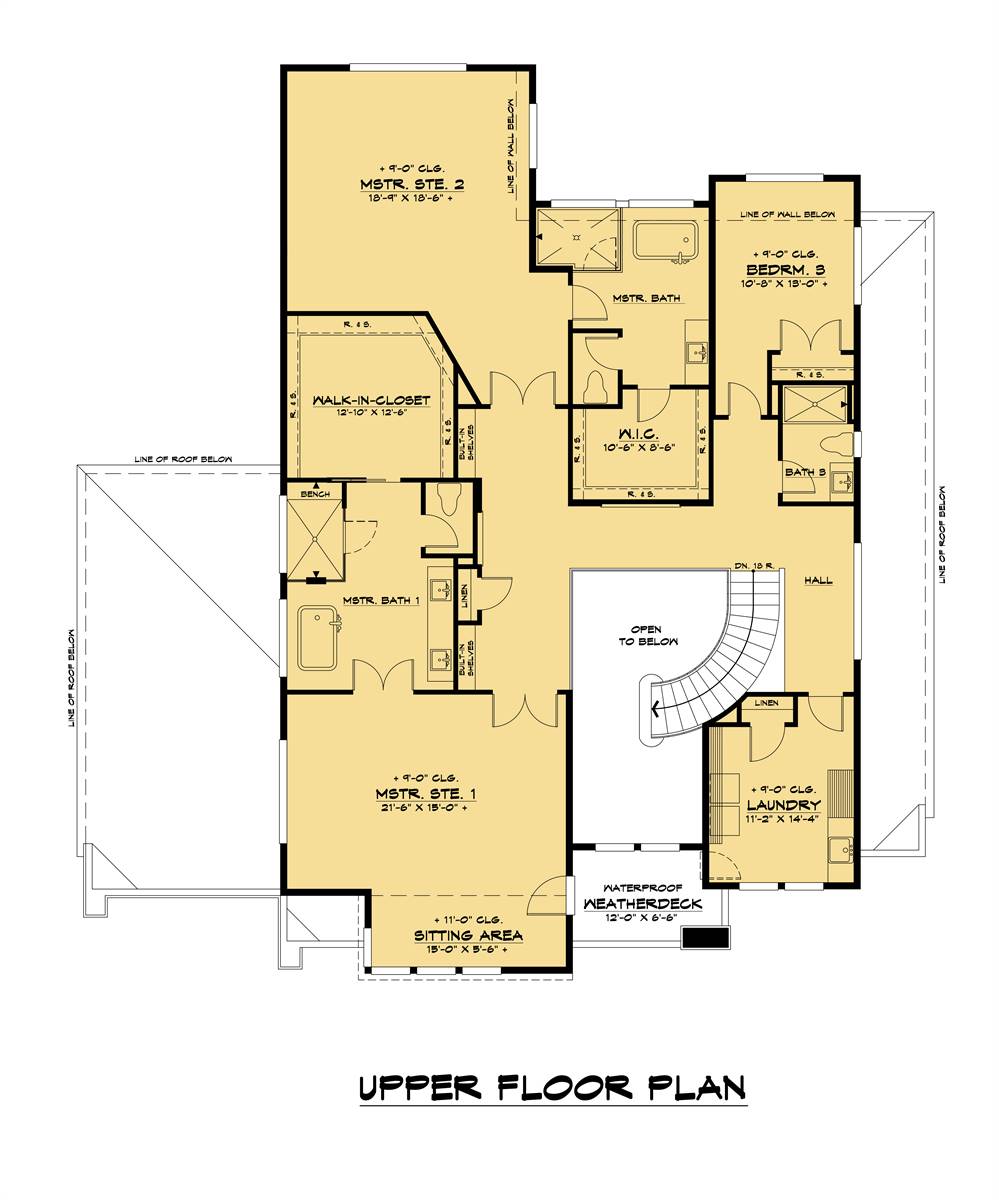 LINE OF WALL BELOW
+ 9'-0" CLG.
MSTR. STE. 2
18'-9" X 18'-6" +
LINE OF WALL BELOW
+ 9'-0" CLG.
BEDRM. 3
10'-8" X 13'-0" +
MSTR. BATH
R. & S.
R. & S.
R. & S.
R. & S.
WALK-IN-CLOSET
12'-10" X 12'-6"
BUILT-IN
SHELVES
R. & S.
W.I.C.
10'-6" X 8'-6"
R. & S.
R. & S.
BATH 3
LINE OF ROOF BELOW
BENCH
LINE OF ROOF BELOW
DN. 18 R.
HALL
MSTR. BATH 1
LINEN
OPEN
TO BELOW
BUILT-IN
SHELVES
LINE OF ROOF BELOW
LINEN
+ 9'-0" CLG.
MSTR. STE. 1
21'-6" X 15'-0" +
+ 9'-0" CLG.
LAUNDRY
11'-2" X 14'-4"
WATERPROOF
WEATHERDECK
12'-0" X 6'-6"
+ 11'-0" CLG.
SITTING AREA
15'-0" X 5'-6" +
UPPER FLOOR PLAN